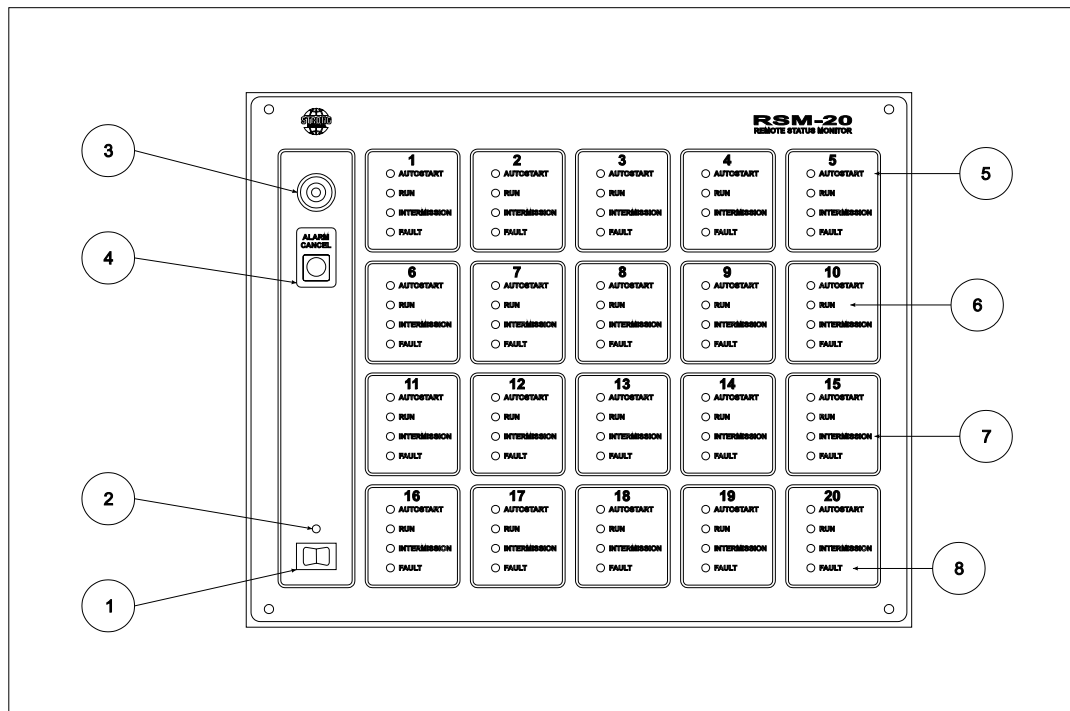 STRONG
RSM-20
REMOTE STATUS MONITOR
3
4
2
1
ALARM
CANCEL
1
AUTOSTART
RUN
INTERMISSION
FAULT
2
AUTOSTART
RUN
INTERMISSION
FAULT
3
AUTOSTART
RUN
INTERMISSION
FAULT
4
AUTOSTART
RUN
INTERMISSION
FAULT
5
AUTOSTART
RUN
INTERMISSION
FAULT
6
AUTOSTART
RUN
INTERMISSION
FAULT
7
AUTOSTART
RUN
INTERMISSION
FAULT
8
AUTOSTART
RUN
INTERMISSION
FAULT
9
AUTOSTART
RUN
INTERMISSION
FAULT
10
AUTOSTART
RUN
INTERMISSION
FAULT
11
AUTOSTART
RUN
INTERMISSION
FAULT
12
AUTOSTART
RUN
INTERMISSION
FAULT
13
AUTOSTART
RUN
INTERMISSION
FAULT
14
AUTOSTART
RUN
INTERMISSION
FAULT
15
AUTOSTART
RUN
INTERMISSION
FAULT
16
AUTOSTART
RUN
INTERMISSION
FAULT
17
AUTOSTART
RUN
INTERMISSION
FAULT
18
AUTOSTART
RUN
INTERMISSION
FAULT
19
AUTOSTART
RUN
INTERMISSION
FAULT
20
AUTOSTART
RUN
INTERMISSION
FAULT
5
6
7
8